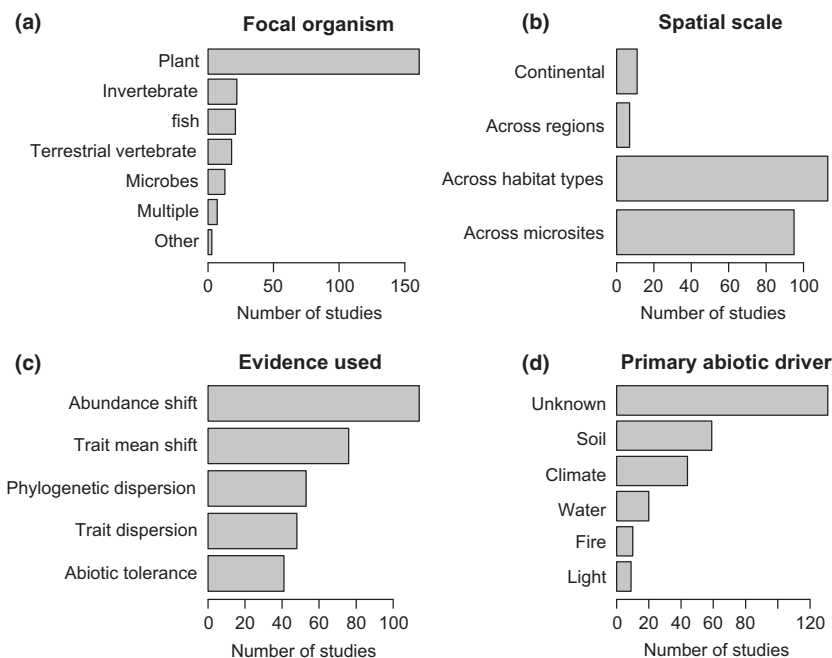 (a)
Focal organism
Plant
Invertebrate
fish
Terrestrial vertebrate
Microbes
Multiple
Other
0 50 100 150
Number of studies
(b)
Spatial scale
Continental
Across regions
Across habitat types
Across microsites
0 20 40 60 80 100
Number of studies
(c)
Evidence used
Abundance shift
Trait mean shift
Phylogenetic dispersion
Trait dispersion
Abiotic tolerance
0 20 40 60 80 100
Number of studies
(d)
Primary abiotic driver
Unknown
Soil
Climate
Water
Fire
Light
0 20 40 60 80 120
Number of studies